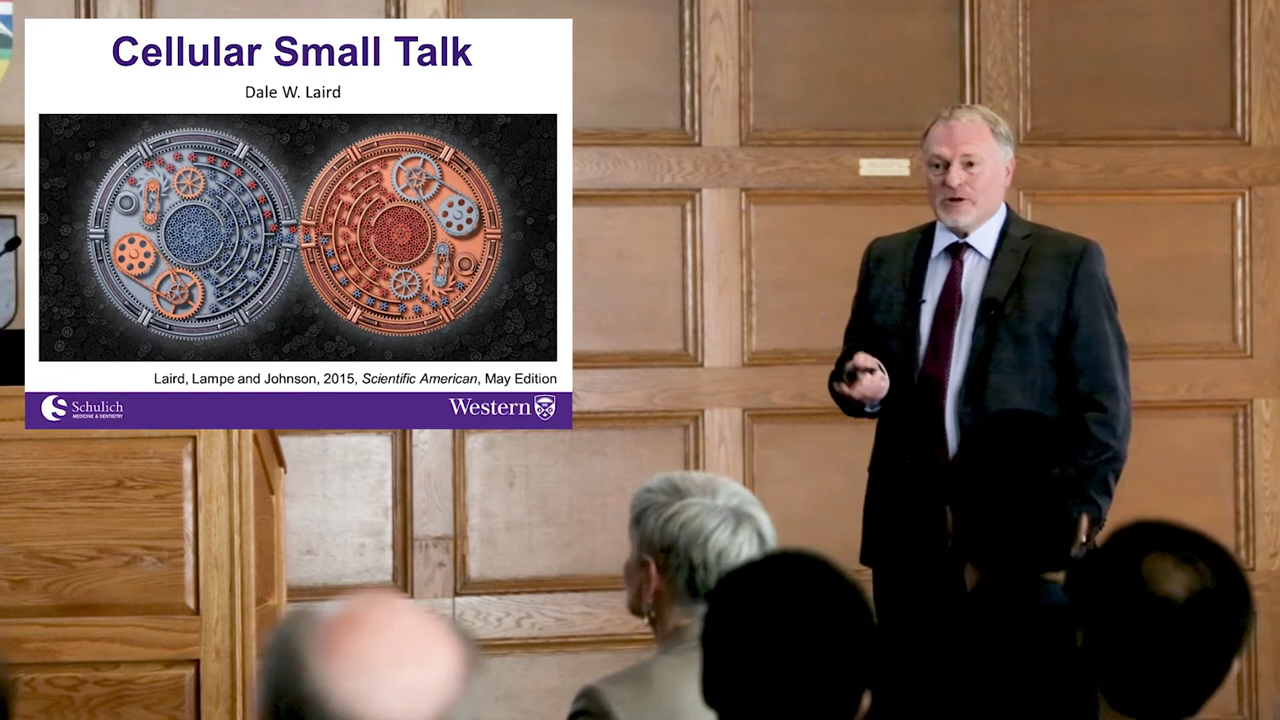 Cellular Small Talk
Dale W. Laird
Laird, Lampe and Johnson, 2015, Scientific American, May Edition
Schulich
MEDICINE & DENTISTRY
Western